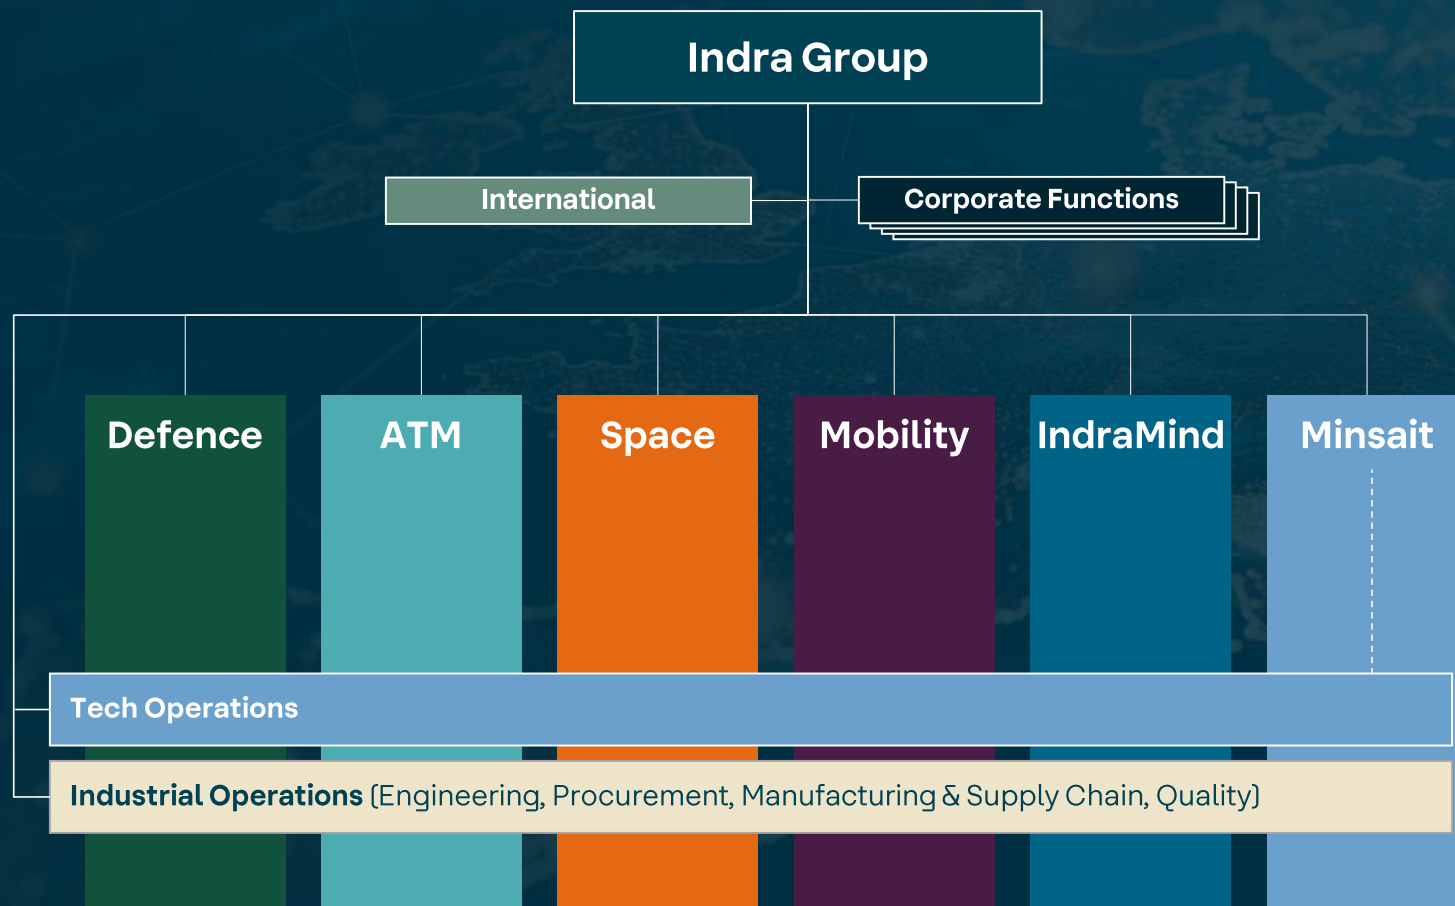 Indra Group
International
Corporate Functions
Defence
ATM
Space
Mobility
IndraMind
Minsait
Tech Operations
Industrial Operations (Engineering, Procurement, Manufacturing & Supply Chain, Quality)